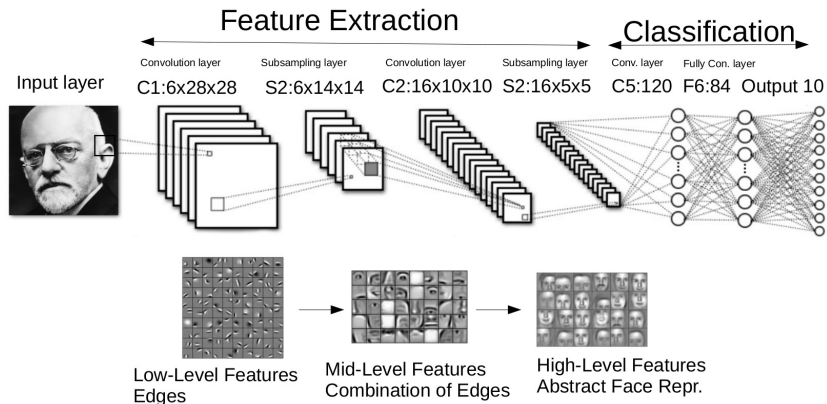 Feature Extraction
Classification
Convolution layer
Subsampling layer
Convolution layer
Subsampling layer
Conv. layer
Fully Con. layer
Input layer
C1:6x28x28
S2:6x14x14
C2:16x10x10
S2:16x5x5
C5:120
F6:84
Output 10
Low-Level Features
Edges
Mid-Level Features
Combination of Edges
High-Level Features
Abstract Face Repr.